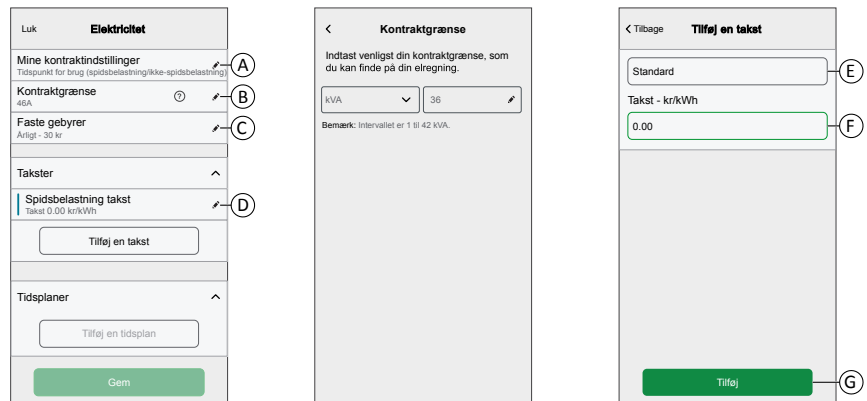 Luk
Elektricitet
Mine kontraktindstillinger
Tidspunkt for brug (spidsbelastning/ikke-spidsbelastning)
A
Kontraktgrænse
46A
?
B
Faste gebyrer
Årligt - 30 kr
C
Takster
Spidsbelastning takst
Takst 0.00 kr/kWh
D
Tilføj en takst
Tidsplaner
Tilføj en tidsplan
Gem
Kontraktgrænse
Indtast venligst din kontraktgrænse, som
du kan finde på din elregning.
kVA
36
Bemærk: Intervallet er 1 til 42 kVA.
Tilbage
Tilføj en takst
Standard
E
Takst - kr/kWh
0.00
F
Tilføj
G